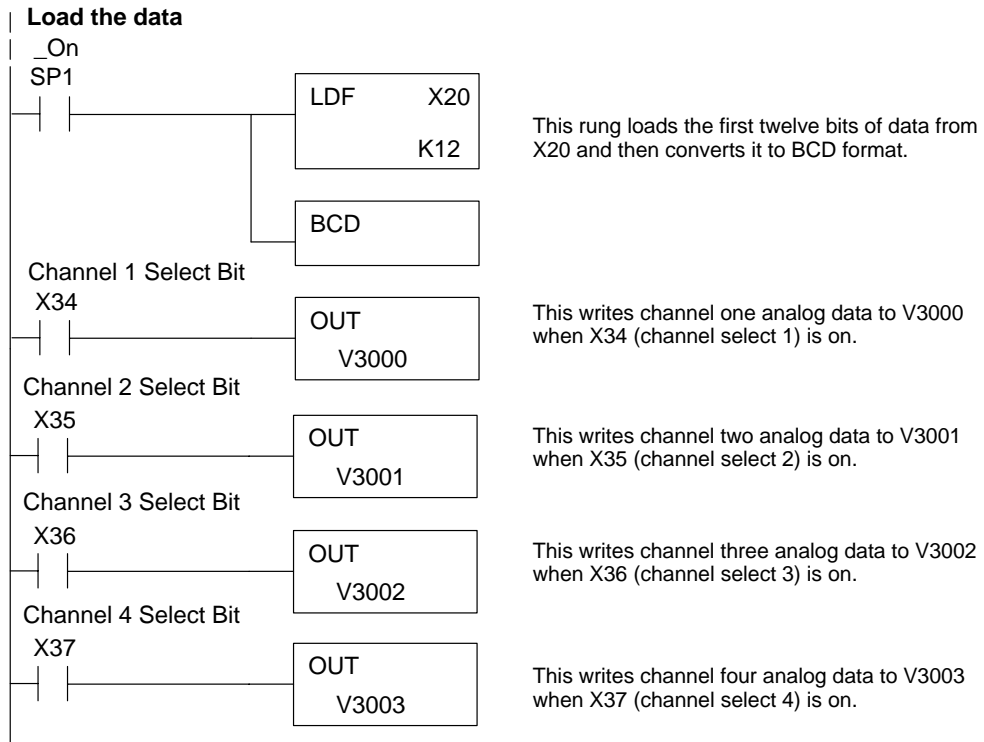 Load the data
_On
SP1
LDF X20
K12
This rung loads the first twelve bits of data from
X20 and then converts it to BCD format.
BCD
Channel 1 Select Bit
X34
OUT
V3000
This writes channel one analog data to V3000
when X34 (channel select 1) is on.
Channel 2 Select Bit
X35
OUT
V3001
This writes channel two analog data to V3001
when X35 (channel select 2) is on.
Channel 3 Select Bit
X36
OUT
V3002
This writes channel three analog data to V3002
when X36 (channel select 3) is on.
Channel 4 Select Bit
X37
OUT
V3003
This writes channel four analog data to V3003
when X37 (channel select 4) is on.